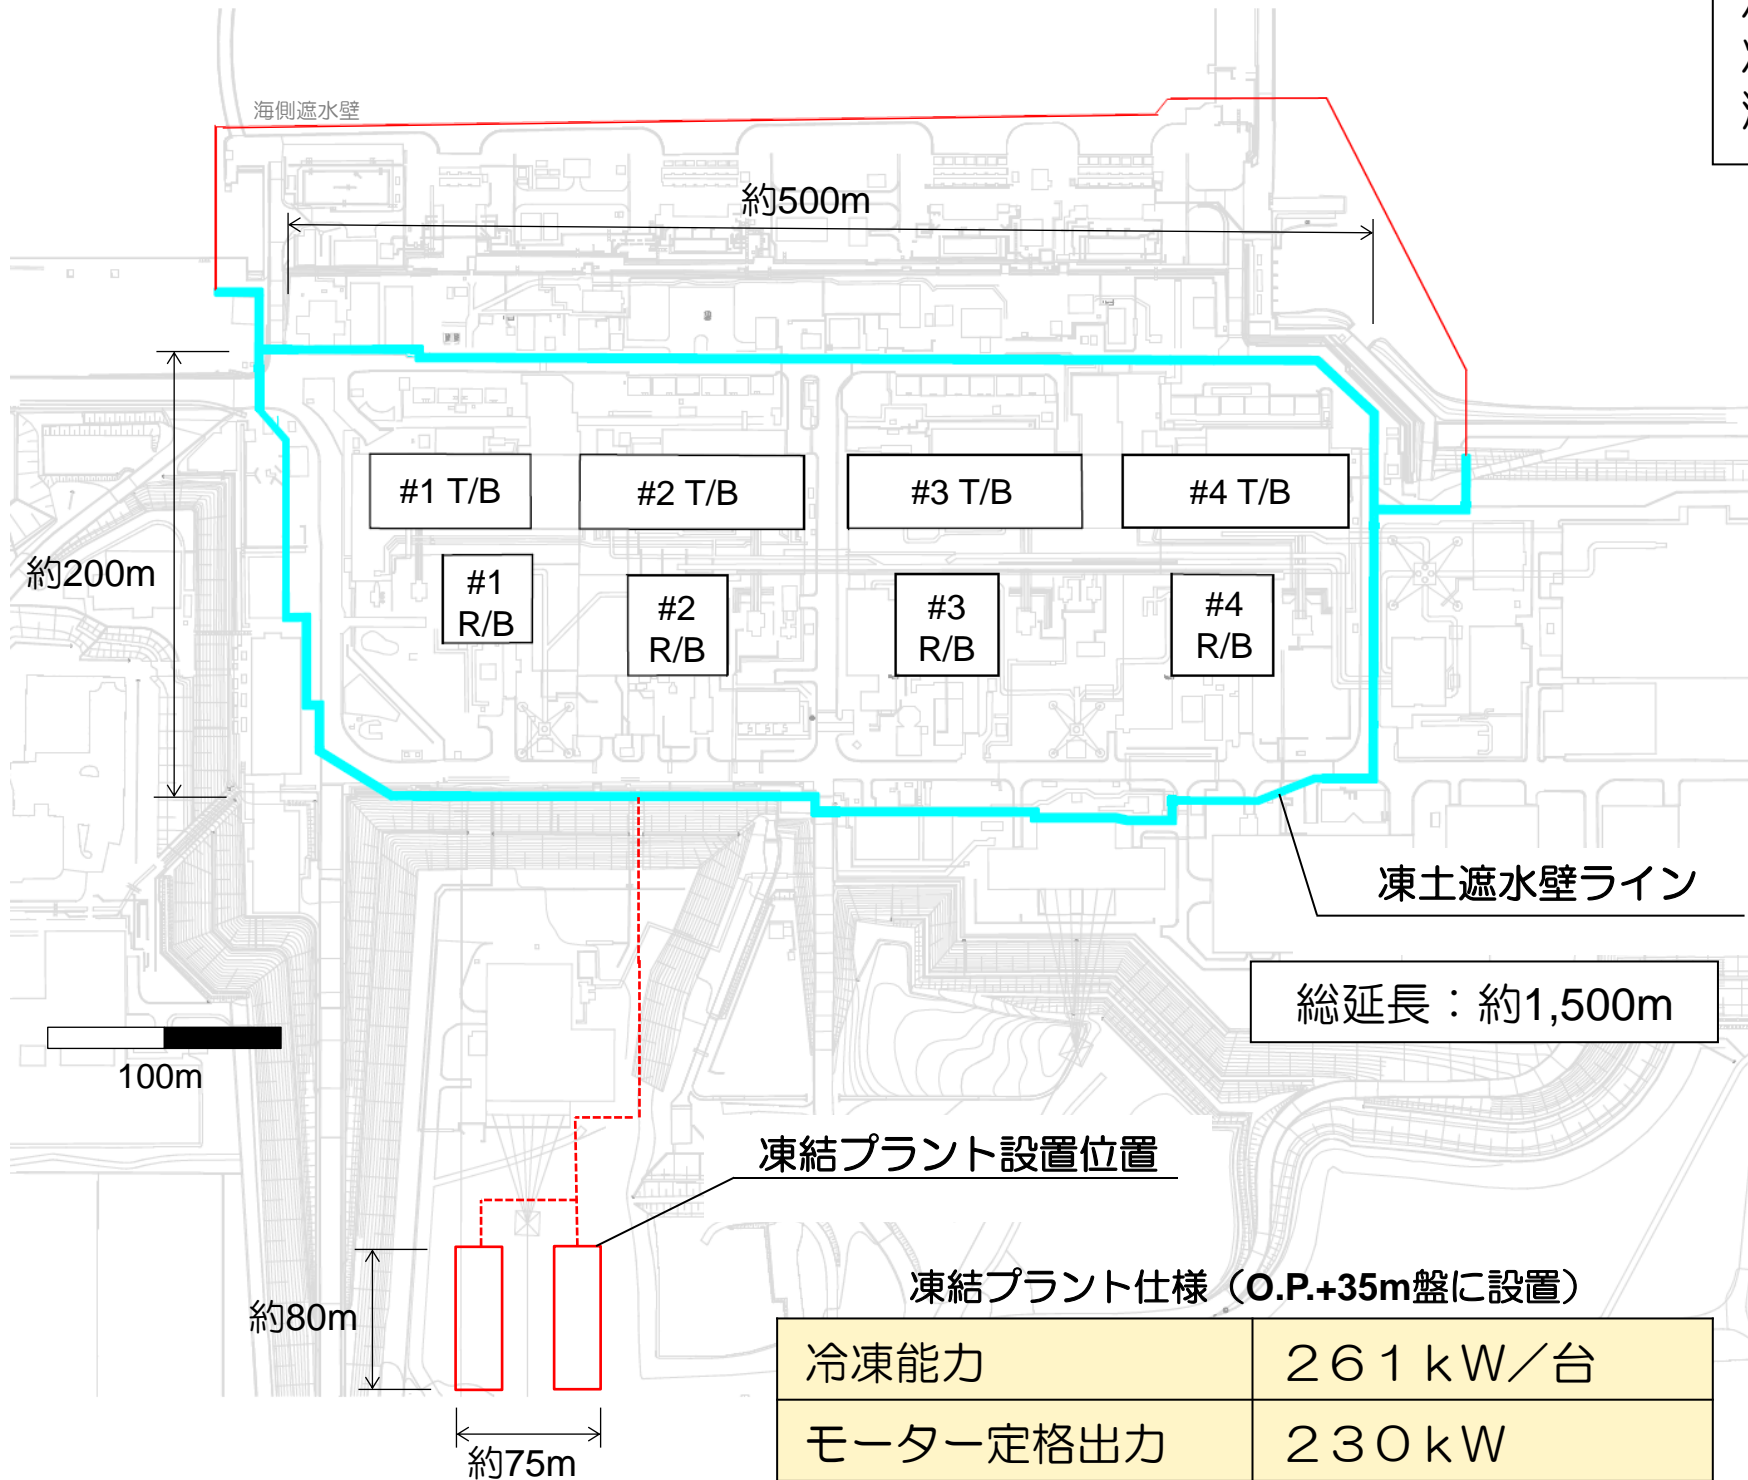 海側遮水壁
約500m
約200m
#1 T/B
#2 T/B
#3 T/B
#4 T/B
#1
R/B
#2
R/B
#3
R/B
#4
R/B
凍土遮水壁ライン
総延長：約1,500m
100m
凍結プラント設置位置
約80m
約75m
凍結プラント仕様（O.P.+35m盤に設置）
冷凍能力 ２６１ｋＷ／台
モーター定格出力 ２３０ｋＷ